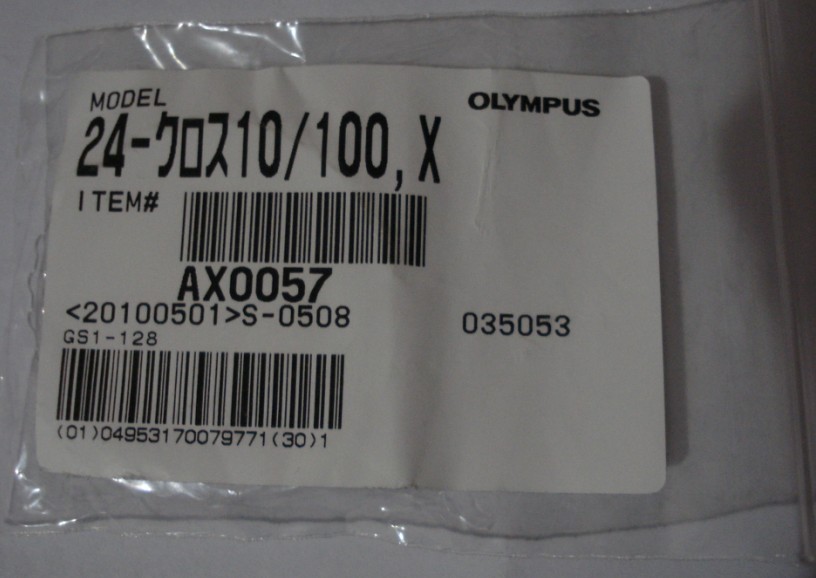 MODEL
OLYMPUS
24-クロス10/100,X
ITEM#
AX0057
<20100501>S-0508
035053
GS1-128
(01)04953170079771(30)1